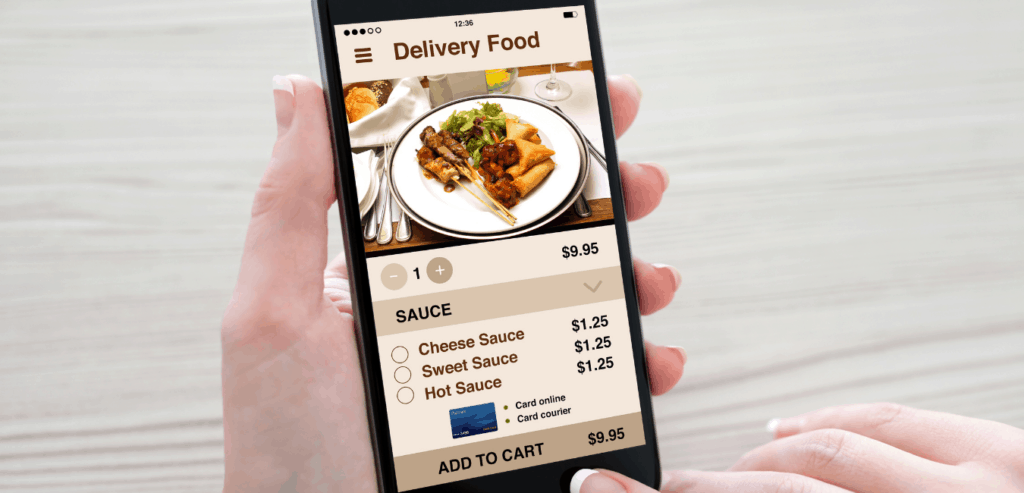 12:36
Delivery Food
− 1 +
$9.95
SAUCE
Cheese Sauce $1.25
Sweet Sauce $1.25
Hot Sauce $1.25
Card online
Card courier
ADD TO CART $9.95